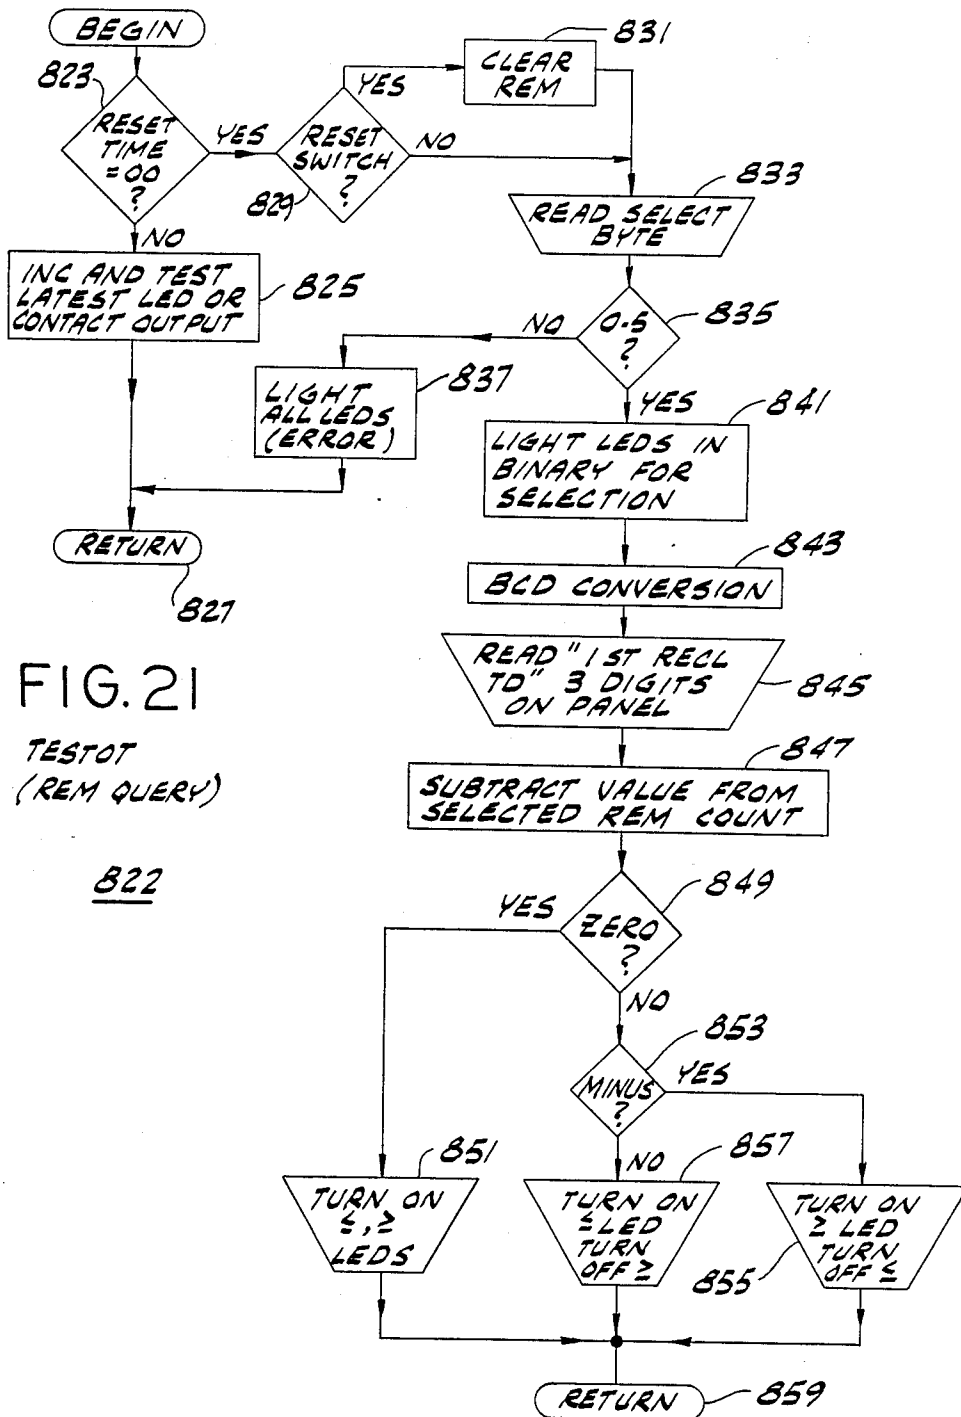 BEGIN
823
RESET
TIME
=00
?
YES
NO
RESET
SWITCH
?
829
YES
NO
CLEAR
REM
831
READ SELECT
BYTE
833
INC AND TEST
LATEST LED OR
CONTACT OUTPUT
825
0-5
?
835
NO
YES
LIGHT
ALL LEDS
(ERROR)
837
LIGHT LEDS IN
BINARY FOR
SELECTION
841
RETURN
827
BCD CONVERSION
843
READ "1ST RECL
TD" 3 DIGITS
ON PANEL
845
FIG.21
TESTOT
(REM QUERY)
822
SUBTRACT VALUE FROM
SELECTED REM COUNT
847
ZERO
?
849
YES
NO
MINUS
?
853
YES
NO
TURN ON
≤, ≥
LEDS
851
TURN ON
≤ LED
TURN
OFF ≥
857
TURN ON
≥ LED
TURN
OFF ≤
855
RETURN
859